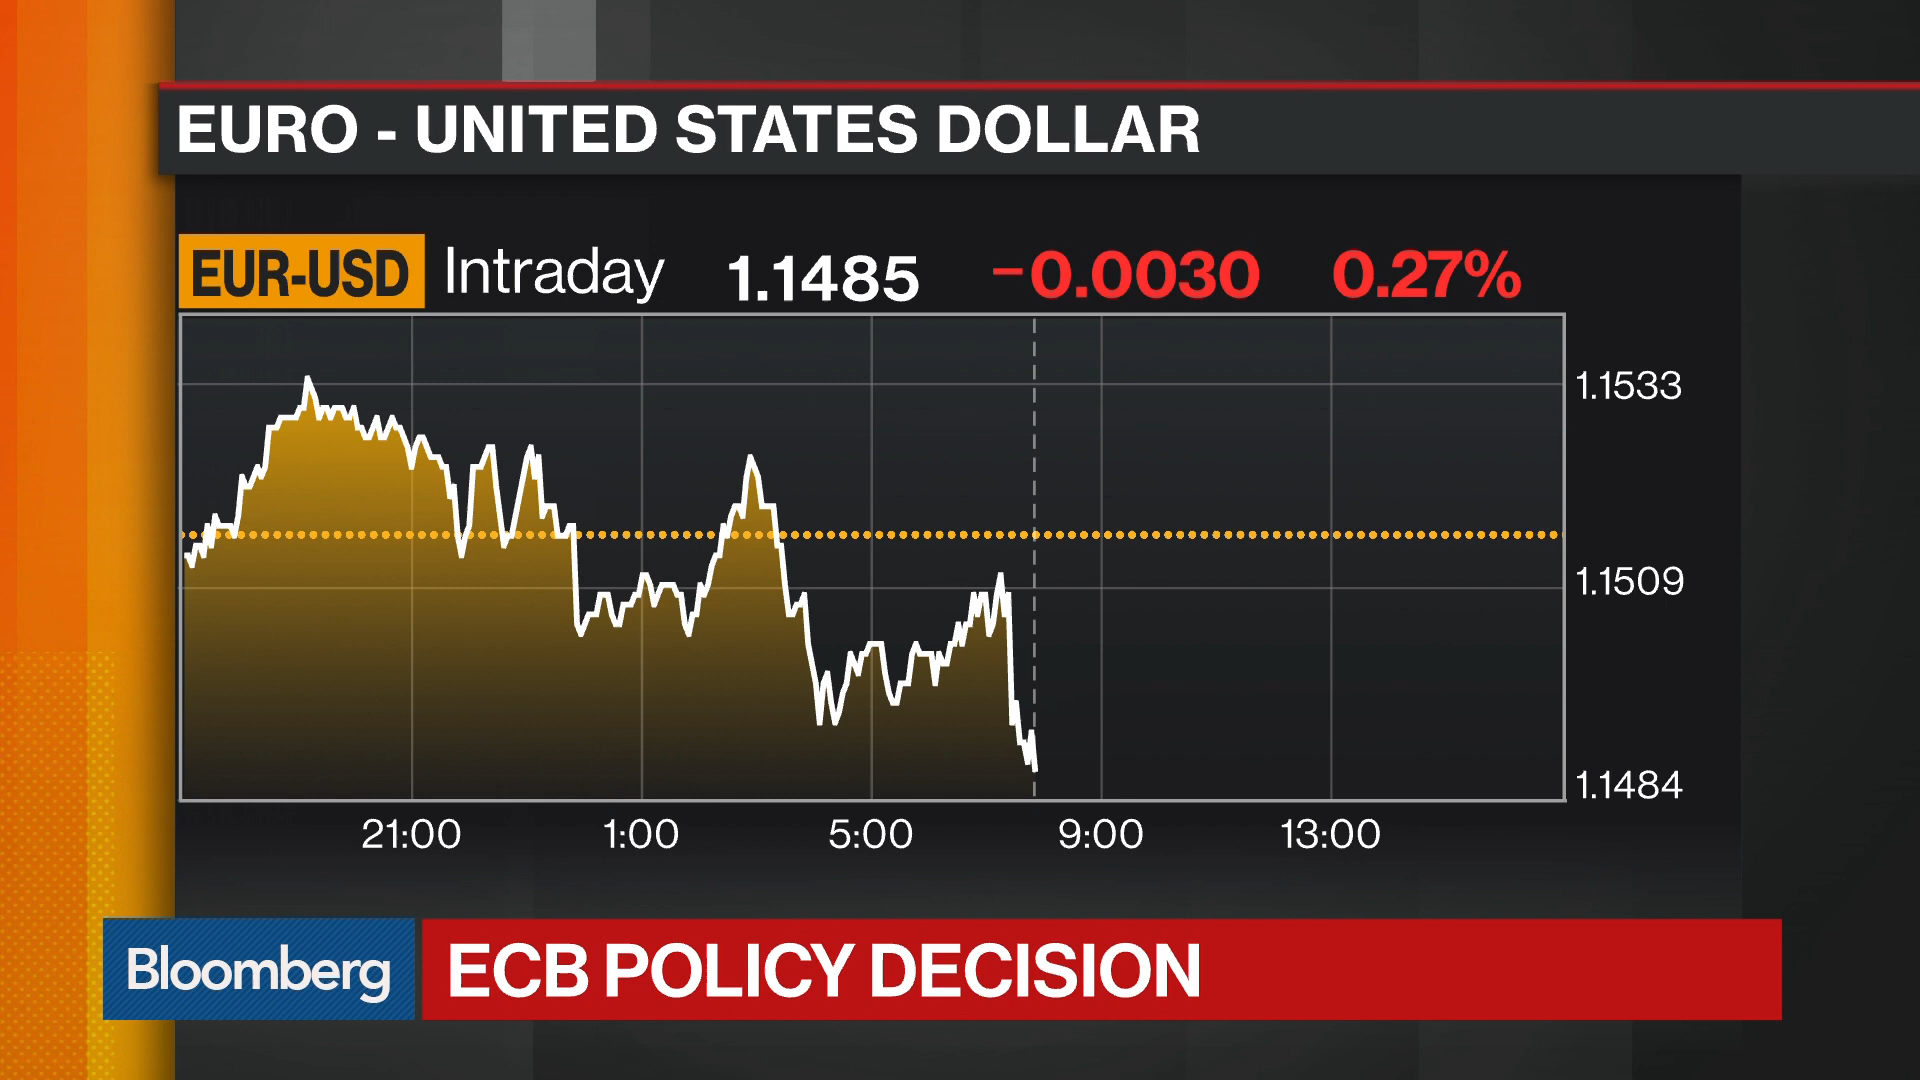 EURO - UNITED STATES DOLLAR
EUR-USD Intraday 1.1485 -0.0030 0.27%
1.1533
1.1509
1.1484
21:00 1:00 5:00 9:00 13:00
Bloomberg ECB POLICY DECISION